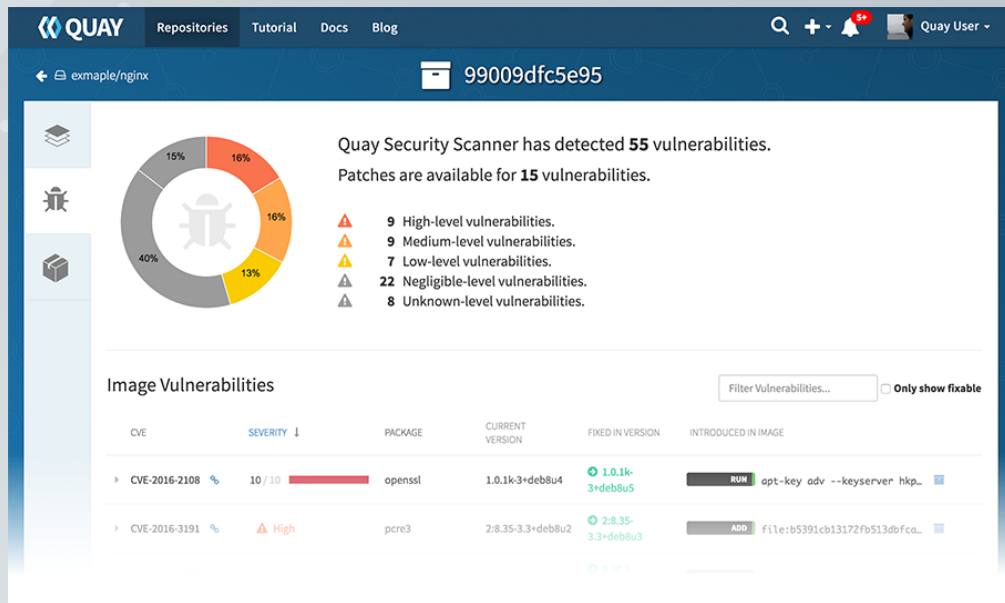 QUAY Repositories Tutorial Docs Blog 5+ Quay User
exmaple/nginx 99009dfc5e95
Quay Security Scanner has detected 55 vulnerabilities.
Patches are available for 15 vulnerabilities.
15% 16%
16%
40% 13%
9 High-level vulnerabilities.
9 Medium-level vulnerabilities.
7 Low-level vulnerabilities.
22 Negligible-level vulnerabilities.
8 Unknown-level vulnerabilities.
Image Vulnerabilities Filter Vulnerabilities... Only show fixable
CVE SEVERITY ↓ PACKAGE CURRENT VERSION FIXED IN VERSION INTRODUCED IN IMAGE
CVE-2016-2108 10 / 10 openssl 1.0.1k-3+deb8u4 1.0.1k-3+deb8u5 RUN apt-key adv --keyserver hkp…
CVE-2016-3191 High pcre3 2:8.35-3.3+deb8u2 2:8.35-3.3+deb8u3 ADD file:b5391cb13172fb513dbfca…